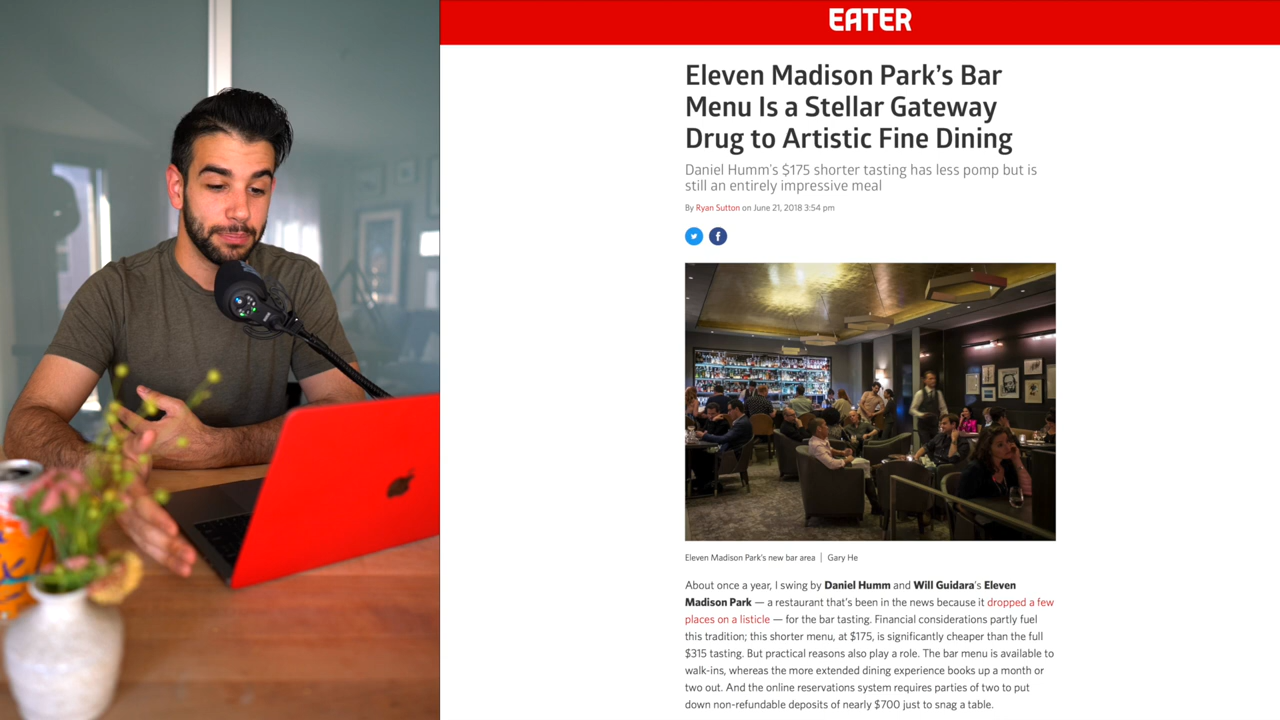 EATER
Eleven Madison Park’s Bar
Menu Is a Stellar Gateway
Drug to Artistic Fine Dining
Daniel Humm's $175 shorter tasting has less pomp but is
still an entirely impressive meal
By Ryan Sutton on June 21, 2018 3:54 pm
Eleven Madison Park's new bar area | Gary He
About once a year, I swing by Daniel Humm and Will Guidara's Eleven
Madison Park — a restaurant that's been in the news because it dropped a few
places on a listicle — for the bar tasting. Financial considerations partly fuel
this tradition; this shorter menu, at $175, is significantly cheaper than the full
$315 tasting. But practical reasons also play a role. The bar menu is available to
walk-ins, whereas the more extended dining experience books up a month or
two out. And the online reservations system requires parties of two to put
down non-refundable deposits of nearly $700 just to snag a table.